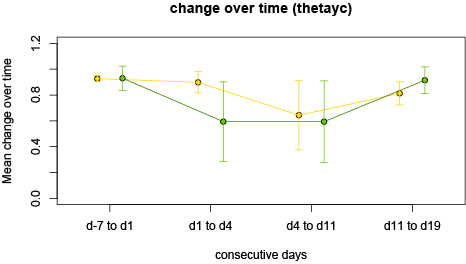 change over time (thetayc)
Mean change over time
1.2
0.8
0.4
0.0
d-7 to d1
d1 to d4
d4 to d11
d11 to d19
consecutive days